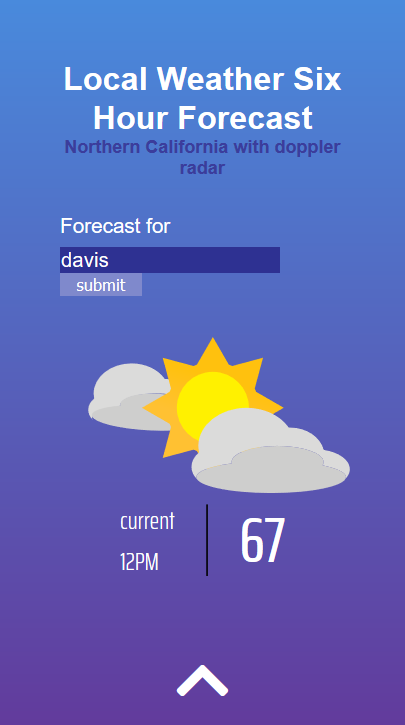 Local Weather Six
Hour Forecast
Northern California with doppler
radar
Forecast for
davis
submit
current
12PM
67